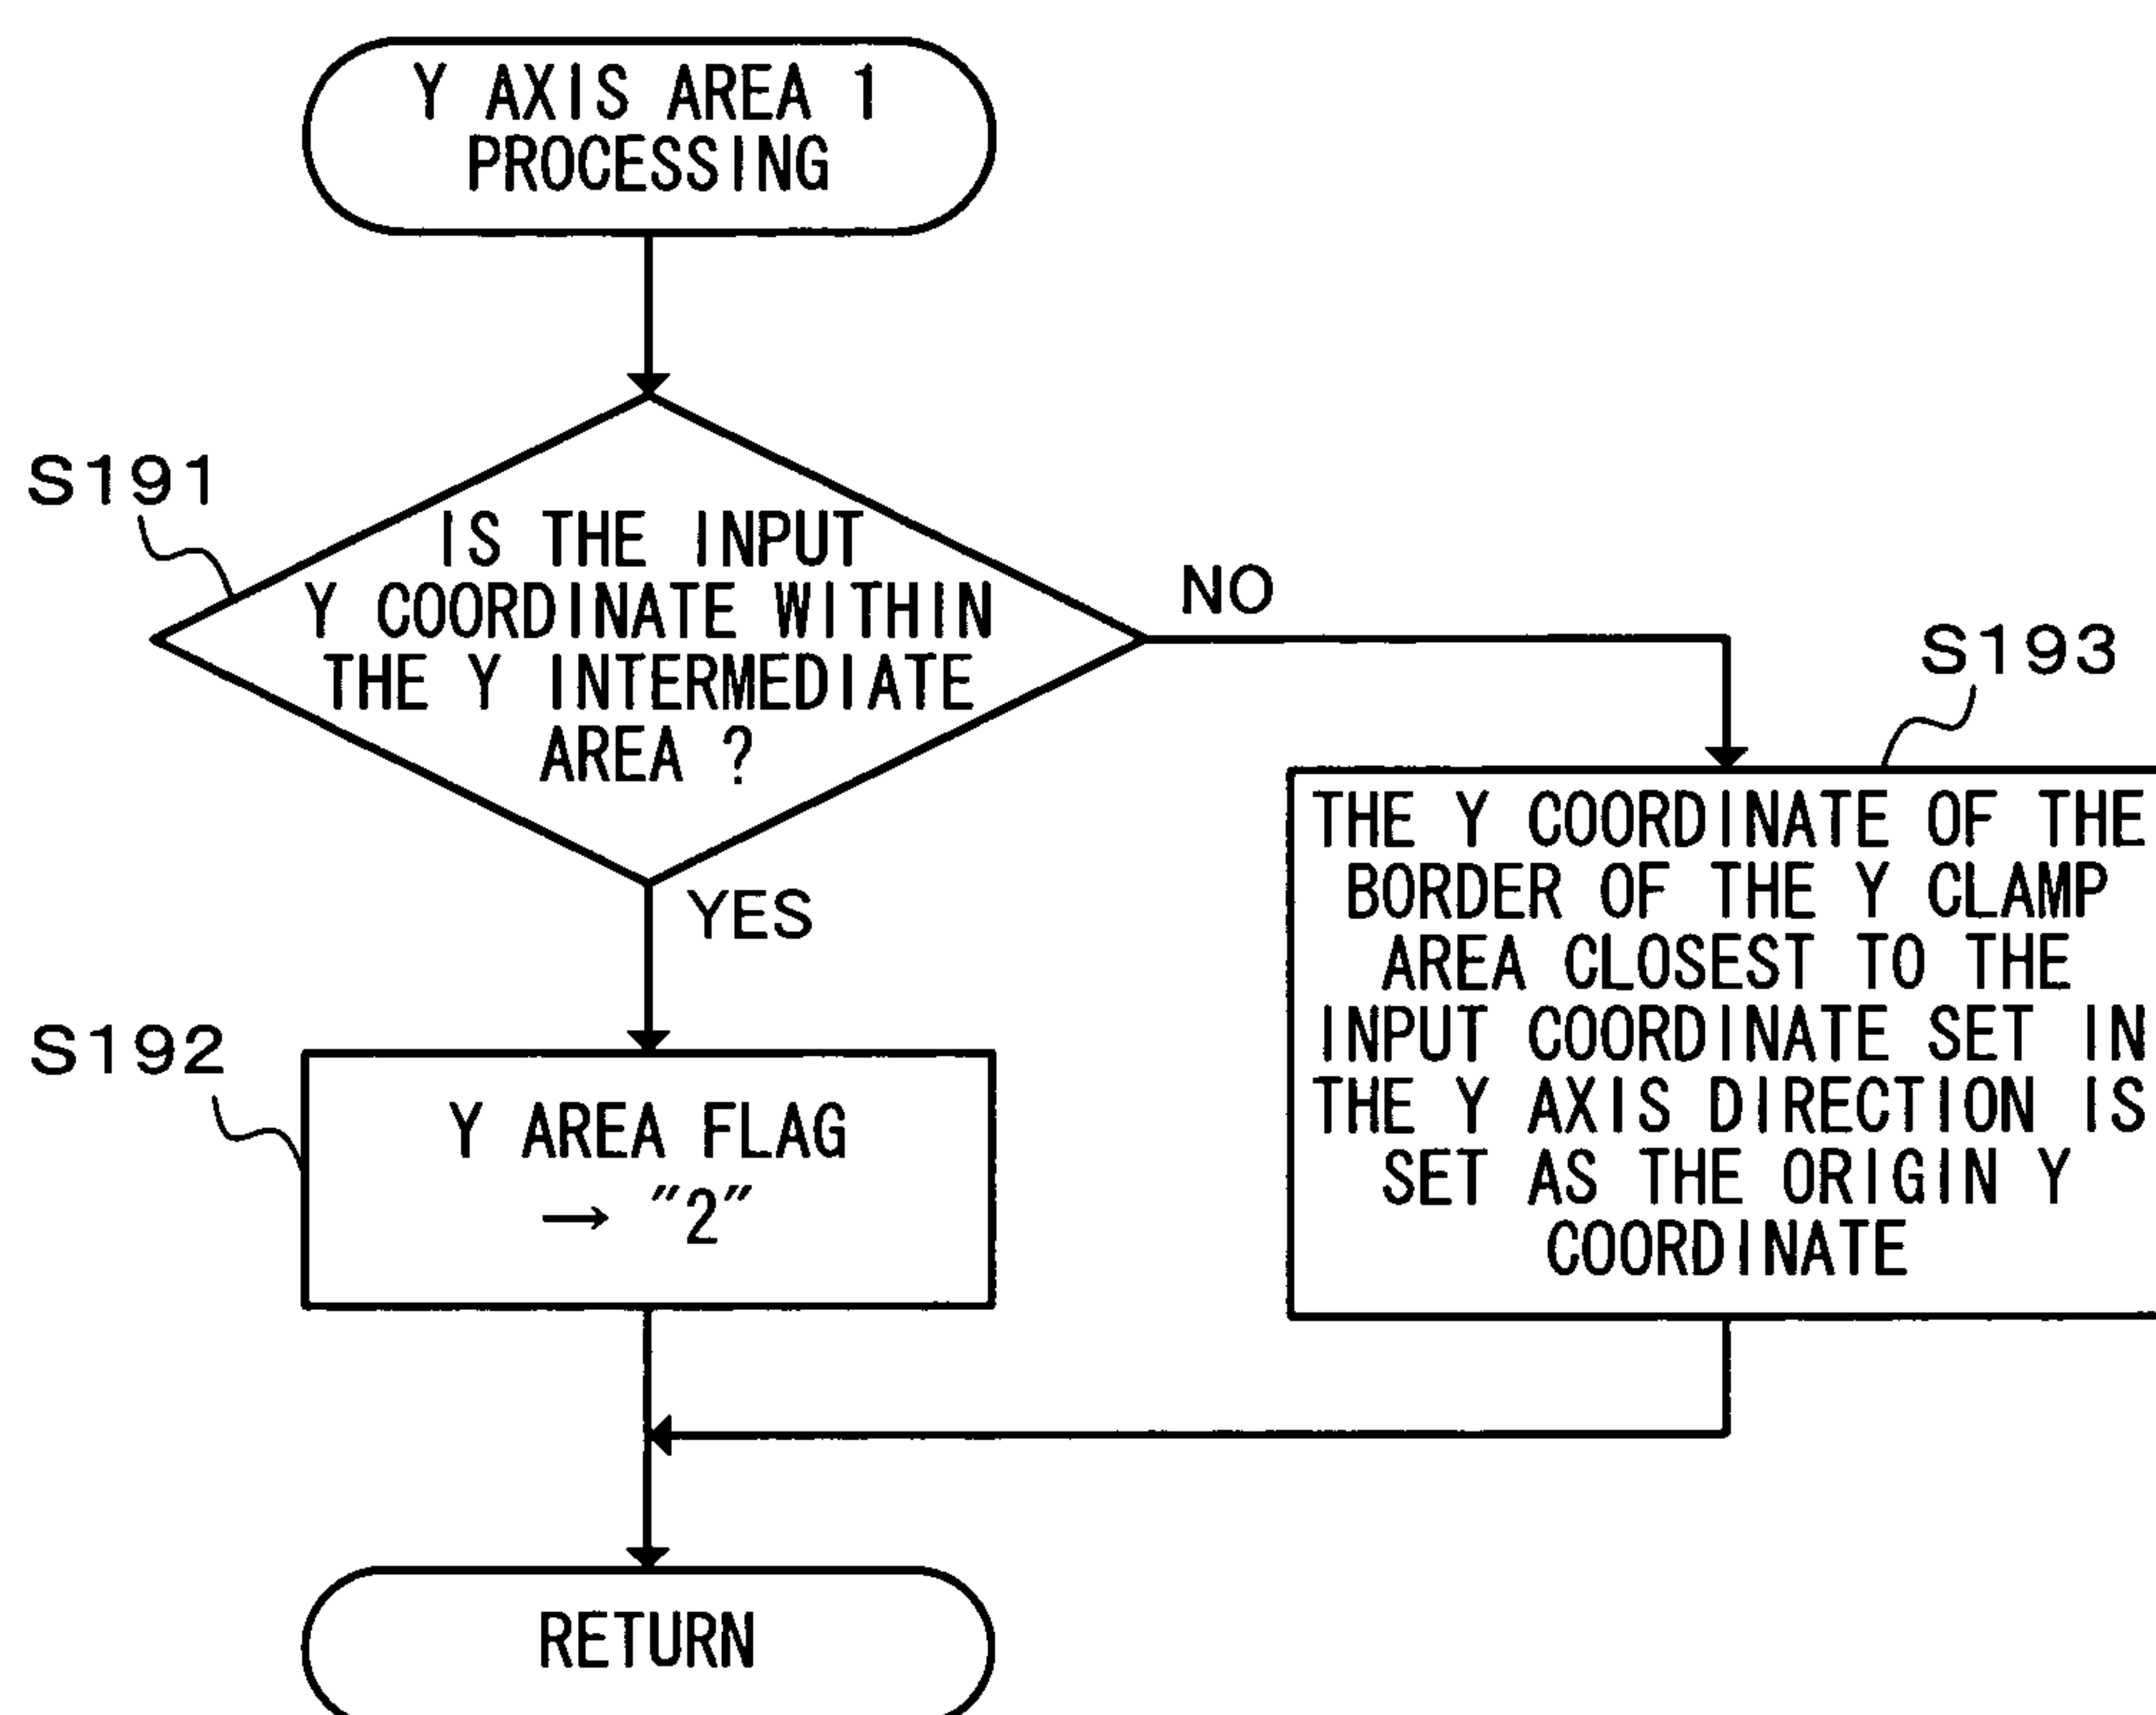 Y AXIS AREA 1
PROCESSING
S191
IS THE INPUT
Y COORDINATE WITHIN
THE Y INTERMEDIATE
AREA ?
NO
YES
S193
THE Y COORDINATE OF THE
BORDER OF THE Y CLAMP
AREA CLOSEST TO THE
INPUT COORDINATE SET IN
THE Y AXIS DIRECTION IS
SET AS THE ORIGIN Y
COORDINATE
S192
Y AREA FLAG
→ "2"
RETURN